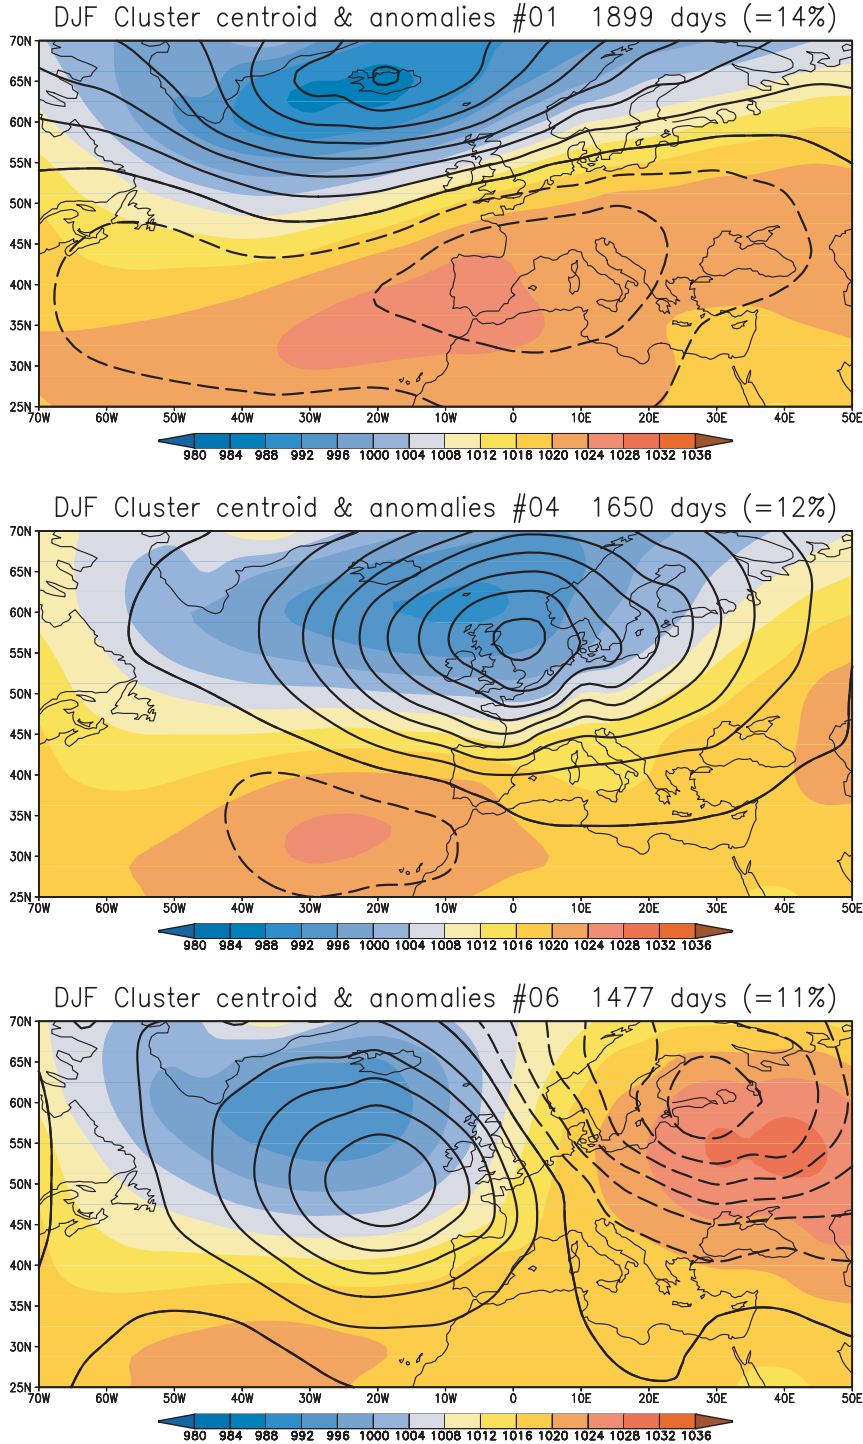 DJF Cluster centroid & anomalies #01 1899 days (=14%)
70N
65N
60N
55N
50N
45N
40N
35N
30N
25N
70W 60W 50W 40W 30W 20W 10W 0 10E 20E 30E 40E 50E
980 984 988 992 996 1000 1004 1008 1012 1016 1020 1024 1028 1032 1036
DJF Cluster centroid & anomalies #04 1650 days (=12%)
70N
65N
60N
55N
50N
45N
40N
35N
30N
25N
70W 60W 50W 40W 30W 20W 10W 0 10E 20E 30E 40E 50E
980 984 988 992 996 1000 1004 1008 1012 1016 1020 1024 1028 1032 1036
DJF Cluster centroid & anomalies #06 1477 days (=11%)
70N
65N
60N
55N
50N
45N
40N
35N
30N
25N
70W 60W 50W 40W 30W 20W 10W 0 10E 20E 30E 40E 50E
980 984 988 992 996 1000 1004 1008 1012 1016 1020 1024 1028 1032 1036